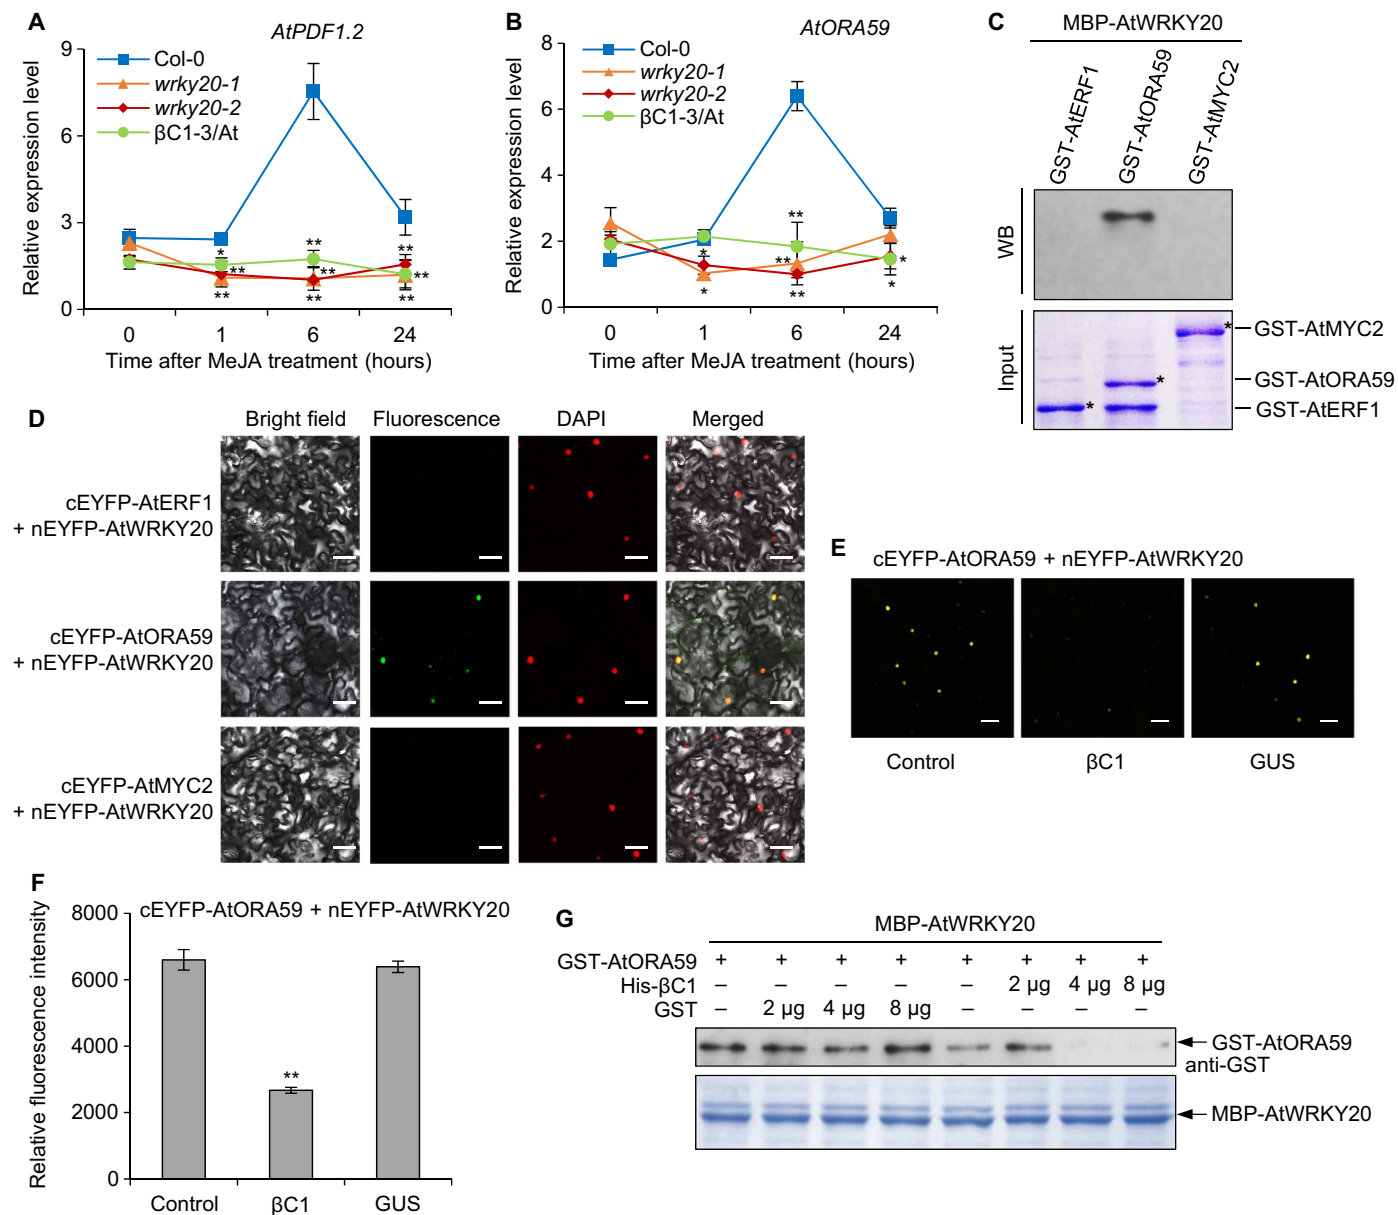 A
AtPDF1.2
Relative expression level
9
6
3
0
Col-0
wrky20-1
wrky20-2
βC1-3/At
*
**
**
**
**
**
**
**
**
0 1 6 24
Time after MeJA treatment (hours)
B
AtORA59
Relative expression level
8
6
4
2
0
Col-0
wrky20-1
wrky20-2
βC1-3/At
*
*
**
**
**
*
*
0 1 6 24
Time after MeJA treatment (hours)
C
MBP-AtWRKY20
GST-AtERF1
GST-AtORA59
GST-AtMYC2
WB
Input
* GST-AtMYC2
* GST-AtORA59
* GST-AtERF1
D
Bright field Fluorescence DAPI Merged
cEYFP-AtERF1
+ nEYFP-AtWRKY20
cEYFP-AtORA59
+ nEYFP-AtWRKY20
cEYFP-AtMYC2
+ nEYFP-AtWRKY20
E
cEYFP-AtORA59 + nEYFP-AtWRKY20
Control βC1 GUS
F
cEYFP-AtORA59 + nEYFP-AtWRKY20
Relative fluorescence intensity
8000
6000
4000
2000
0
**
Control βC1 GUS
G
MBP-AtWRKY20
GST-AtORA59 + + + + + + + +
His-βC1 – – – – – 2 µg 4 µg 8 µg
GST – 2 µg 4 µg 8 µg – – – –
GST-AtORA59
anti-GST
MBP-AtWRKY20